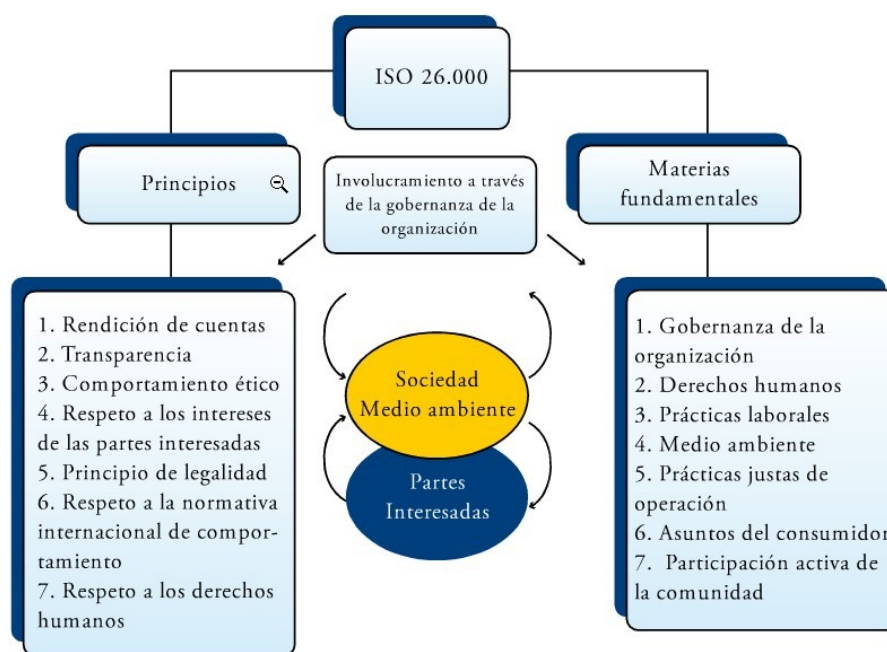 ISO 26.000
Principios
Involucramiento a través
de la gobernanza de la
organización
Materias
fundamentales
1. Rendición de cuentas
2. Transparencia
3. Comportamiento ético
4. Respeto a los intereses
de las partes interesadas
5. Principio de legalidad
6. Respeto a la normativa
internacional de compor-
tamiento
7. Respeto a los derechos
humanos
Sociedad
Medio ambiente
Partes
Interesadas
1. Gobernanza de la
organización
2. Derechos humanos
3. Prácticas laborales
4. Medio ambiente
5. Prácticas justas de
operación
6. Asuntos del consumidor
7. Participación activa de
la comunidad